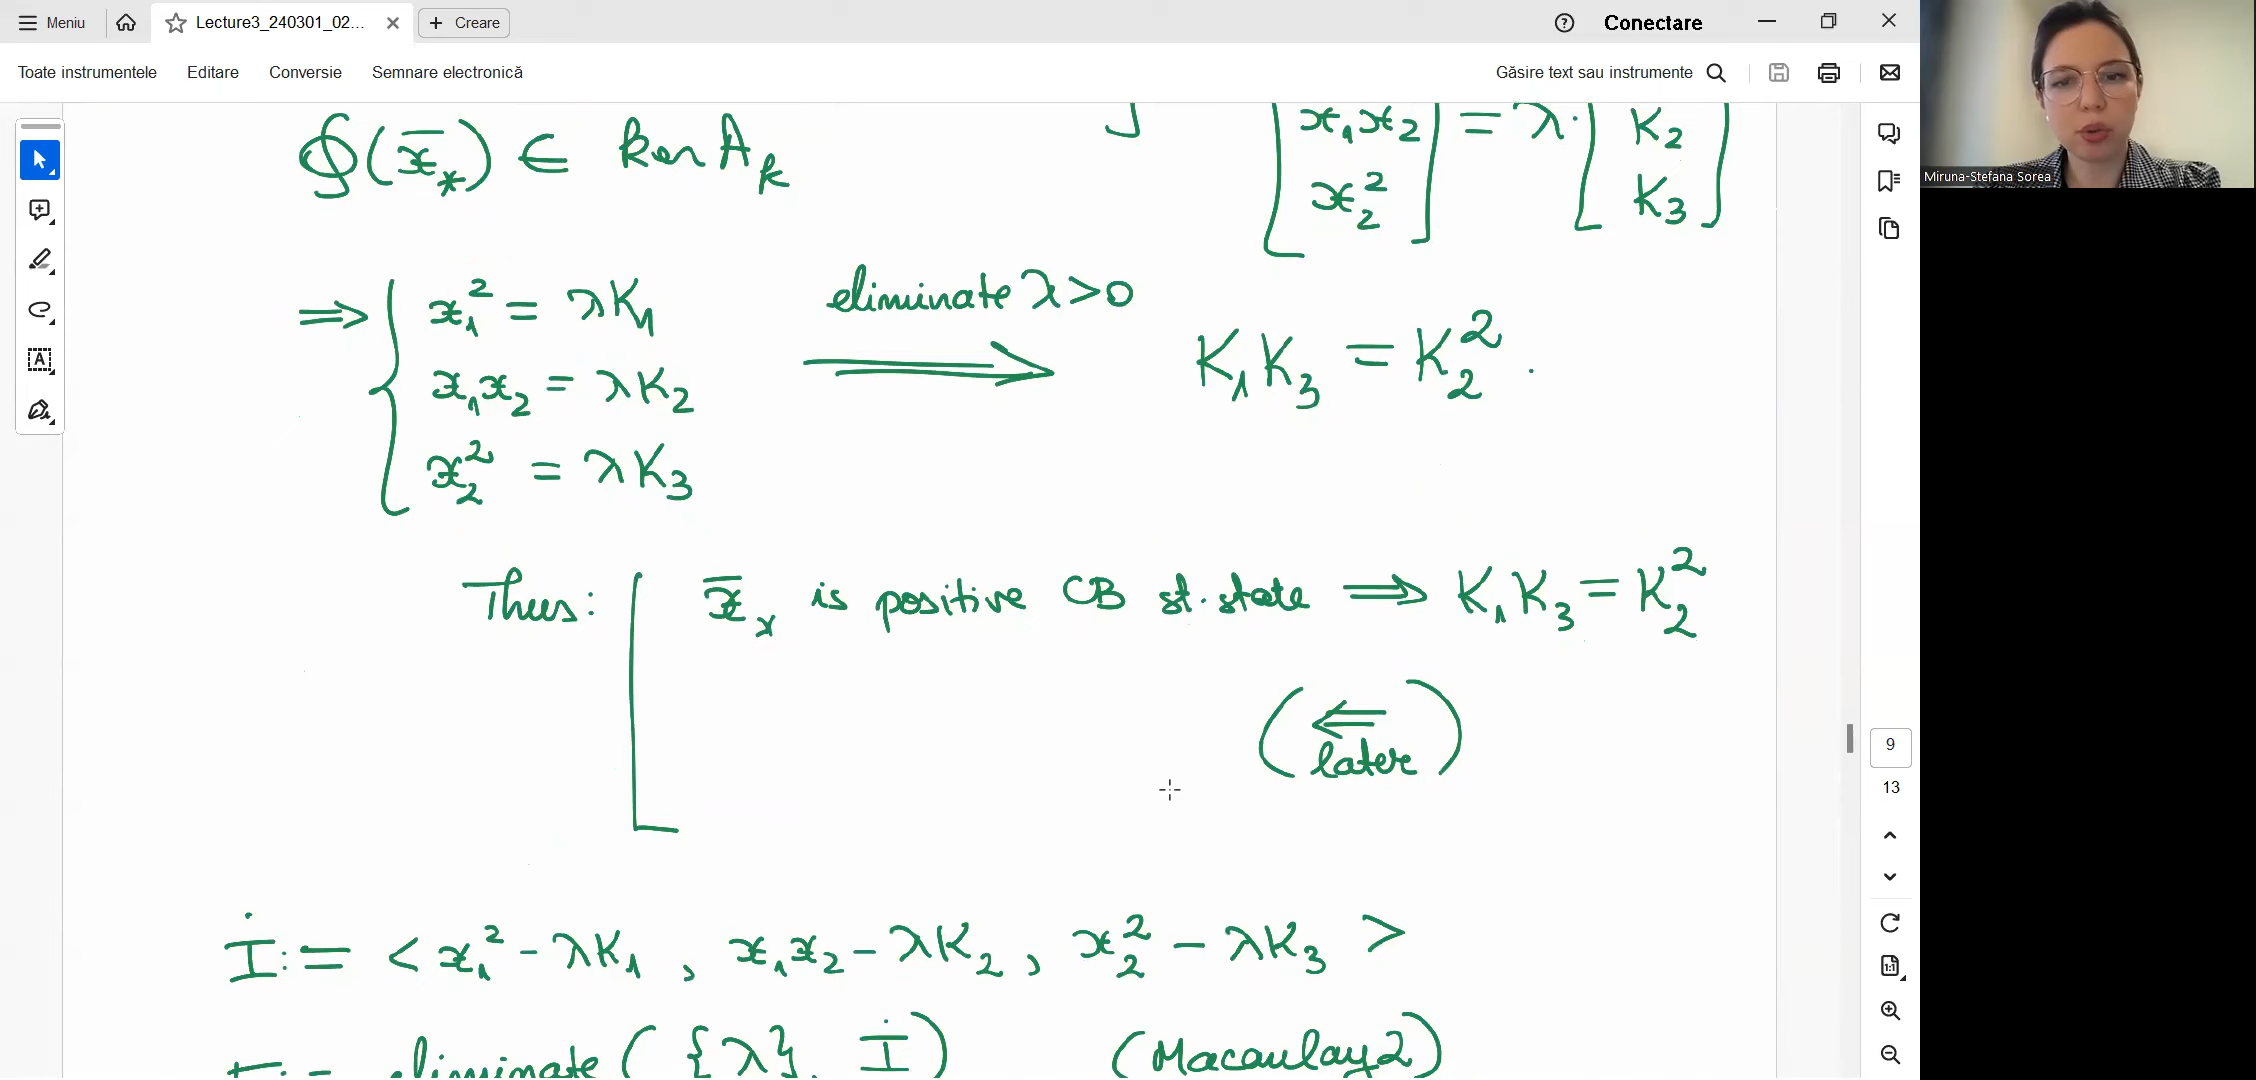 Meniu Lecture3_240301_02... Creare Conectare
Toate instrumentele Editare Conversie Semnare electronică Găsire text sau instrumente
Miruna-Stefana Sorea
Φ(x̄_*) ∈ ker A_k
[x₁x₂ x₂²] = λ·[K₂ K₃]
⟹ { x₁² = λK₁
x₁x₂ = λK₂
x₂² = λK₃
eliminate λ>0
⟹ K₁K₃ = K₂².
Thus: x̄_* is positive CB st. state ⟹ K₁K₃ = K₂²
(⟸ later)
I := < x₁² - λK₁, x₁x₂ - λK₂, x₂² - λK₃ >
eliminate ({λ}, I) (Macaulay2)
9
13